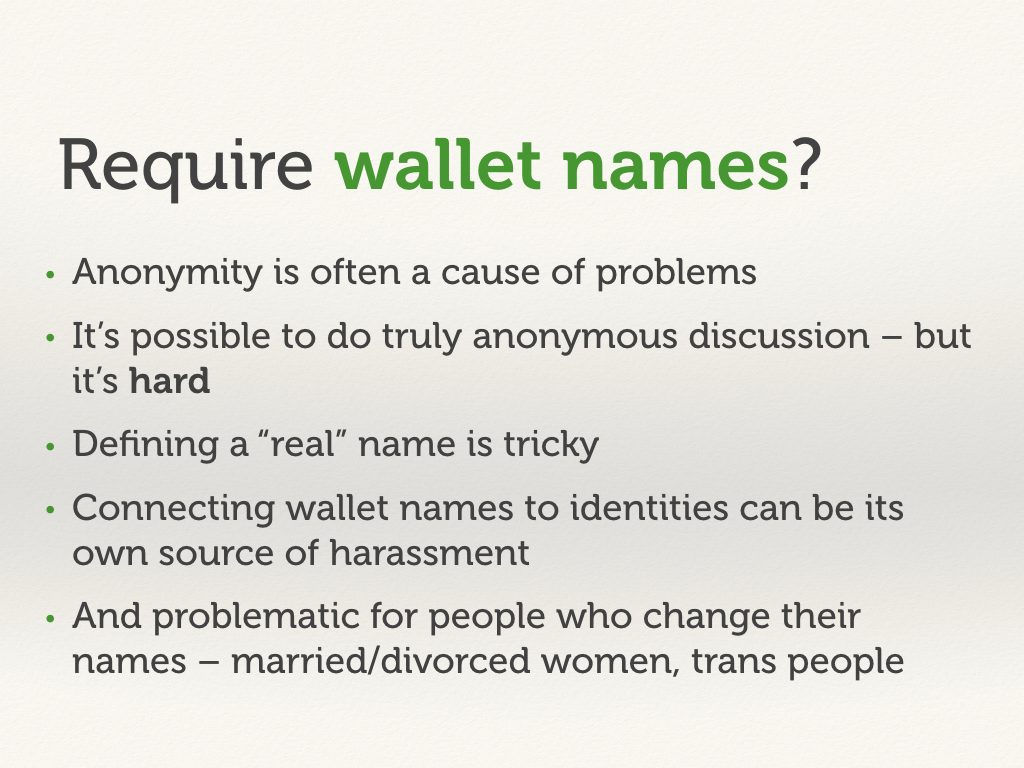 Require wallet names?
• Anonymity is often a cause of problems
• It’s possible to do truly anonymous discussion – but
it’s hard
• Defining a “real” name is tricky
• Connecting wallet names to identities can be its
own source of harassment
• And problematic for people who change their
names – married/divorced women, trans people